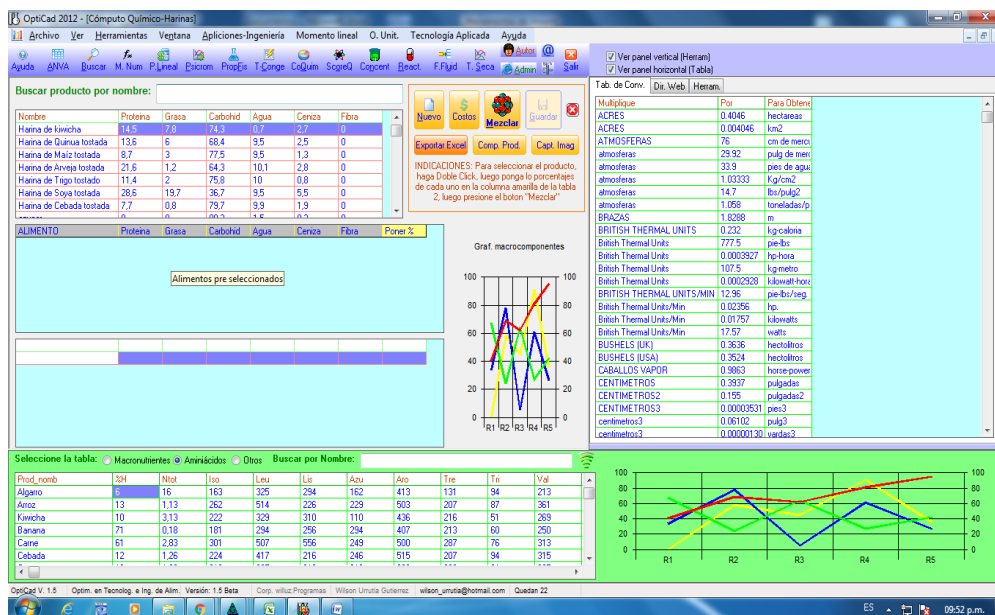 OptiCad 2012 - [Cómputo Químico-Harinas]
Archivo Ver Herramientas Ventana Apliciones-Ingeniería Momento lineal O. Unit. Tecnología Aplicada Ayuda
Ayuda ANVA Buscar M. Num P.Lineal Psicrom PropFis T-Conge CoQuim ScoreQ Concent React. F.Fluid T. Seca Autor @ Admin Salir
Ver panel vertical (Herram)
Ver panel horizontal (Tabla)
Buscar producto por nombre:
Nombre Proteina Grasa Carbohid Agua Ceniza Fibra
Harina de kiwicha 14,5 7,8 74,3 0,7 2,7 0
Harina de Quinua tostada 13,6 6 68,4 9,5 2,5 0
Harina de Maíz tostada 8,7 3 77,5 9,5 1,3 0
Harina de Arveja tostada 21,6 1,2 64,3 10,1 2,8 0
Harina de Trigo tostado 11,4 2 75,8 10 0,8 0
Harina de Soya tostada 28,6 19,7 36,7 9,5 5,5 0
Harina de Cebada tostada 7,7 0,8 79,7 9,9 1,9 0
Nuevo Costos Mezclar Guardar
Exportar Excel Comp. Prod. Capt. Imag
INDICACIONES: Para seleccionar el producto,
haga Doble Click, luego ponga lo porcentajes
de cada uno en la columna amarilla de la tabla
2, luego presione el boton "Mezclar"
ALIMENTO Proteina Grasa Carbohid Agua Ceniza Fibra Poner %
Alimentos pre seleccionados
Graf. macrocomponentes
100 100
80 80
60 60
40 40
20 20
0 0
R1 R2 R3 R4 R5
Tab. de Conv. Dir. Web Herram.
Multiplique Por Para Obtene
ACRES 0.4046 hectareas
ACRES 0.004046 km2
ATMOSFERAS 76 cm de mercu
atmosferas 29.92 pulg de merc
atmosferas 33.9 pies de agua
atmosferas 1.03333 Kg/cm2
atmosferas 14.7 lbs/pulg2
atmosferas 1.058 toneladas/p
BRAZAS 1.8288 m
BRITISH THERMAL UNITS 0.232 kg-caloria
British Thermal Units 777.5 pie-lbs
British Thermal Units 0.0003927 hp-hora
British Thermal Units 107.5 kg-metro
British Thermal Units 0.0002928 kilowatt-hora
BRITISH THERMAL UNITS/MIN 12.96 pie-lbs/seg.
British Thermal Units/Min 0.02356 hp.
British Thermal Units/Min 0.01757 kilowatts
British Thermal Units/Min 17.57 watts
BUSHELS (UK) 0.3636 hectolitros
BUSHELS (USA) 0.3524 hectolitros
CABALLOS VAPOR 0.9863 horse-power
CENTIMETROS 0.3937 pulgadas
CENTIMETROS2 0.155 pulgadas2
CENTIMETROS3 0.00003531 pies3
centimetros3 0.06102 pulg3
centimetros3 0.00000130 yardas3
Seleccione la tabla: Macronutrientes Aminiácidos Otros Buscar por Nombre:
Prod_nomb %H Ntot Iso Leu Lis Azu Aro Tre Tri Val
Algarro 6 16 163 325 294 162 413 131 94 213
Arroz 13 1,13 262 514 226 229 503 207 87 361
Kiwicha 10 3,13 222 329 310 110 436 216 51 269
Banana 71 0,18 181 294 256 294 407 213 60 250
Carne 61 2,83 301 507 556 249 500 287 76 313
Cebada 12 1,26 224 417 216 246 515 207 94 315
100 100
80 80
60 60
40 40
20 20
0 0
R1 R2 R3 R4 R5
OptiCad V. 1.5 Optim. en Tecnolog. e Ing. de Alim. Versión: 1.5 Beta Corp. willuz.Programas Wilson Urrutia Gutierrez wilson_urrutia@hotmail.com Quedan 22
ES 09:52 p.m.